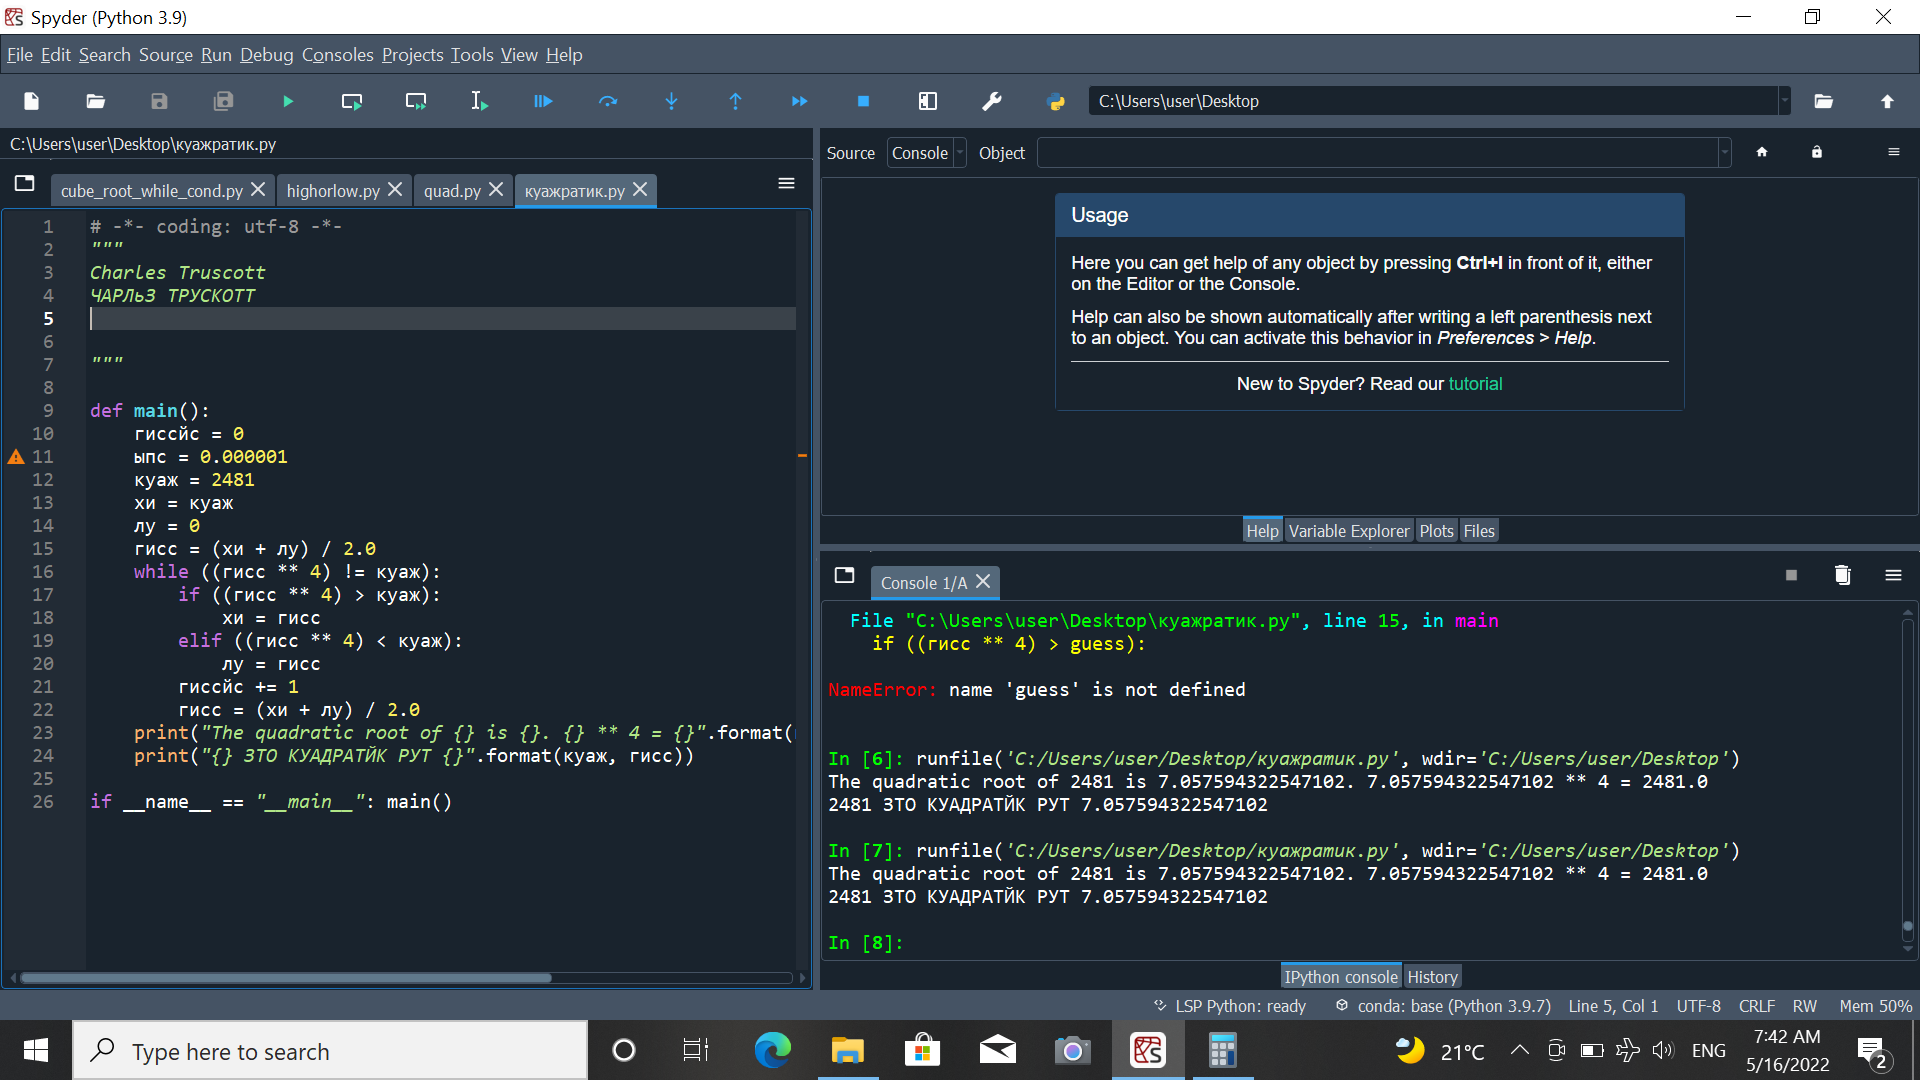 Spyder (Python 3.9)
File Edit Search Source Run Debug Consoles Projects Tools View Help
C:\Users\user\Desktop
C:\Users\user\Desktop\куажратик.py
cube_root_while_cond.py highorlow.py quad.py куажратик.py
1 # -*- coding: utf-8 -*-
2 """
3 Charles Truscott
4 ЧАРЛьЗ ТРУСКОТТ
5
6
7 """
8
9 def main():
10 гиссйс = 0
11 ыпс = 0.000001
12 куаж = 2481
13 хи = куаж
14 лу = 0
15 гисс = (хи + лу) / 2.0
16 while ((гисс ** 4) != куаж):
17 if ((гисс ** 4) > куаж):
18 хи = гисс
19 elif ((гисс ** 4) < куаж):
20 лу = гисс
21 гиссйс += 1
22 гисс = (хи + лу) / 2.0
23 print("The quadratic root of {} is {}. {} ** 4 = {}".format(
24 print("{} ЗТО КУАДРАТЙК РУТ {}".format(куаж, гисс))
25
26 if __name__ == "__main__": main()
Source Console Object
Usage
Here you can get help of any object by pressing Ctrl+I in front of it, either
on the Editor or the Console.
Help can also be shown automatically after writing a left parenthesis next
to an object. You can activate this behavior in Preferences > Help.
New to Spyder? Read our tutorial
Help Variable Explorer Plots Files
Console 1/A
File "C:\Users\user\Desktop\куажратик.py", line 15, in main
if ((гисс ** 4) > guess):
NameError: name 'guess' is not defined
In [6]: runfile('C:/Users/user/Desktop/куажратик.py', wdir='C:/Users/user/Desktop')
The quadratic root of 2481 is 7.057594322547102. 7.057594322547102 ** 4 = 2481.0
2481 ЗТО КУАДРАТЙК РУТ 7.057594322547102
In [7]: runfile('C:/Users/user/Desktop/куажратик.py', wdir='C:/Users/user/Desktop')
The quadratic root of 2481 is 7.057594322547102. 7.057594322547102 ** 4 = 2481.0
2481 ЗТО КУАДРАТЙК РУТ 7.057594322547102
In [8]:
IPython console History
LSP Python: ready conda: base (Python 3.9.7) Line 5, Col 1 UTF-8 CRLF RW Mem 50%
Type here to search
21°C ENG
7:42 AM
5/16/2022
2